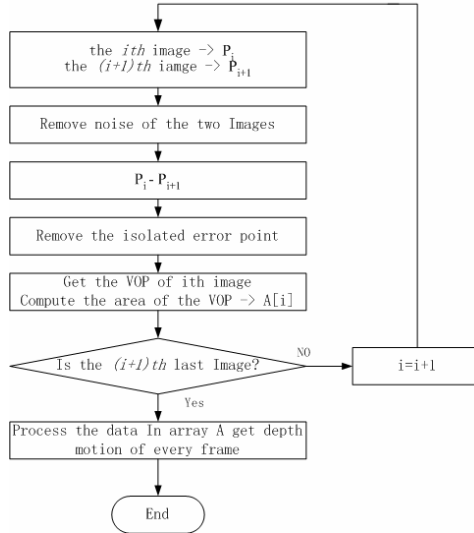 the ith image -> Pi
the (i+1)th iamge -> Pi+1
Remove noise of the two Images
Pi - Pi+1
Remove the isolated error point
Get the VOP of ith image
Compute the area of the VOP -> A[i]
Is the (i+1)th last Image?
NO
i=i+1
Yes
Process the data In array A get depth
motion of every frame
End